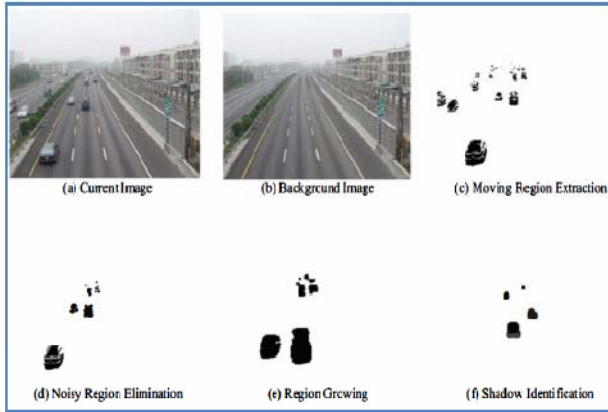 (a) Current Image
(b) Background Image
(c) Moving Region Extraction
(d) Noisy Region Elimination
(e) Region Growing
(f) Shadow Identification